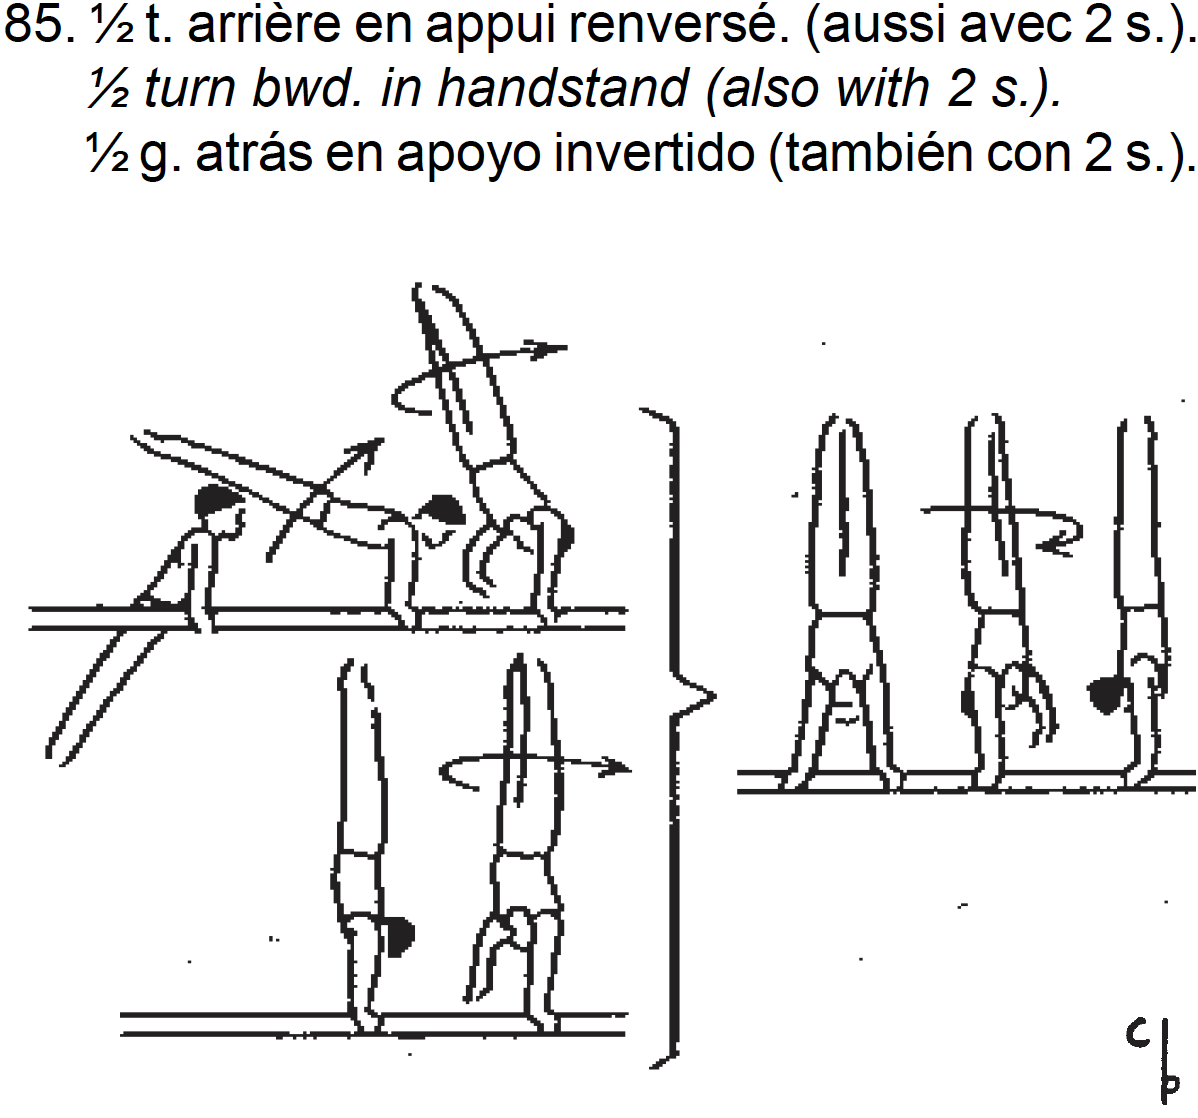 85. ½ t. arrière en appui renversé. (aussi avec 2 s.).
½ turn bwd. in handstand (also with 2 s.).
½ g. atrás en apoyo invertido (también con 2 s.).
C
p